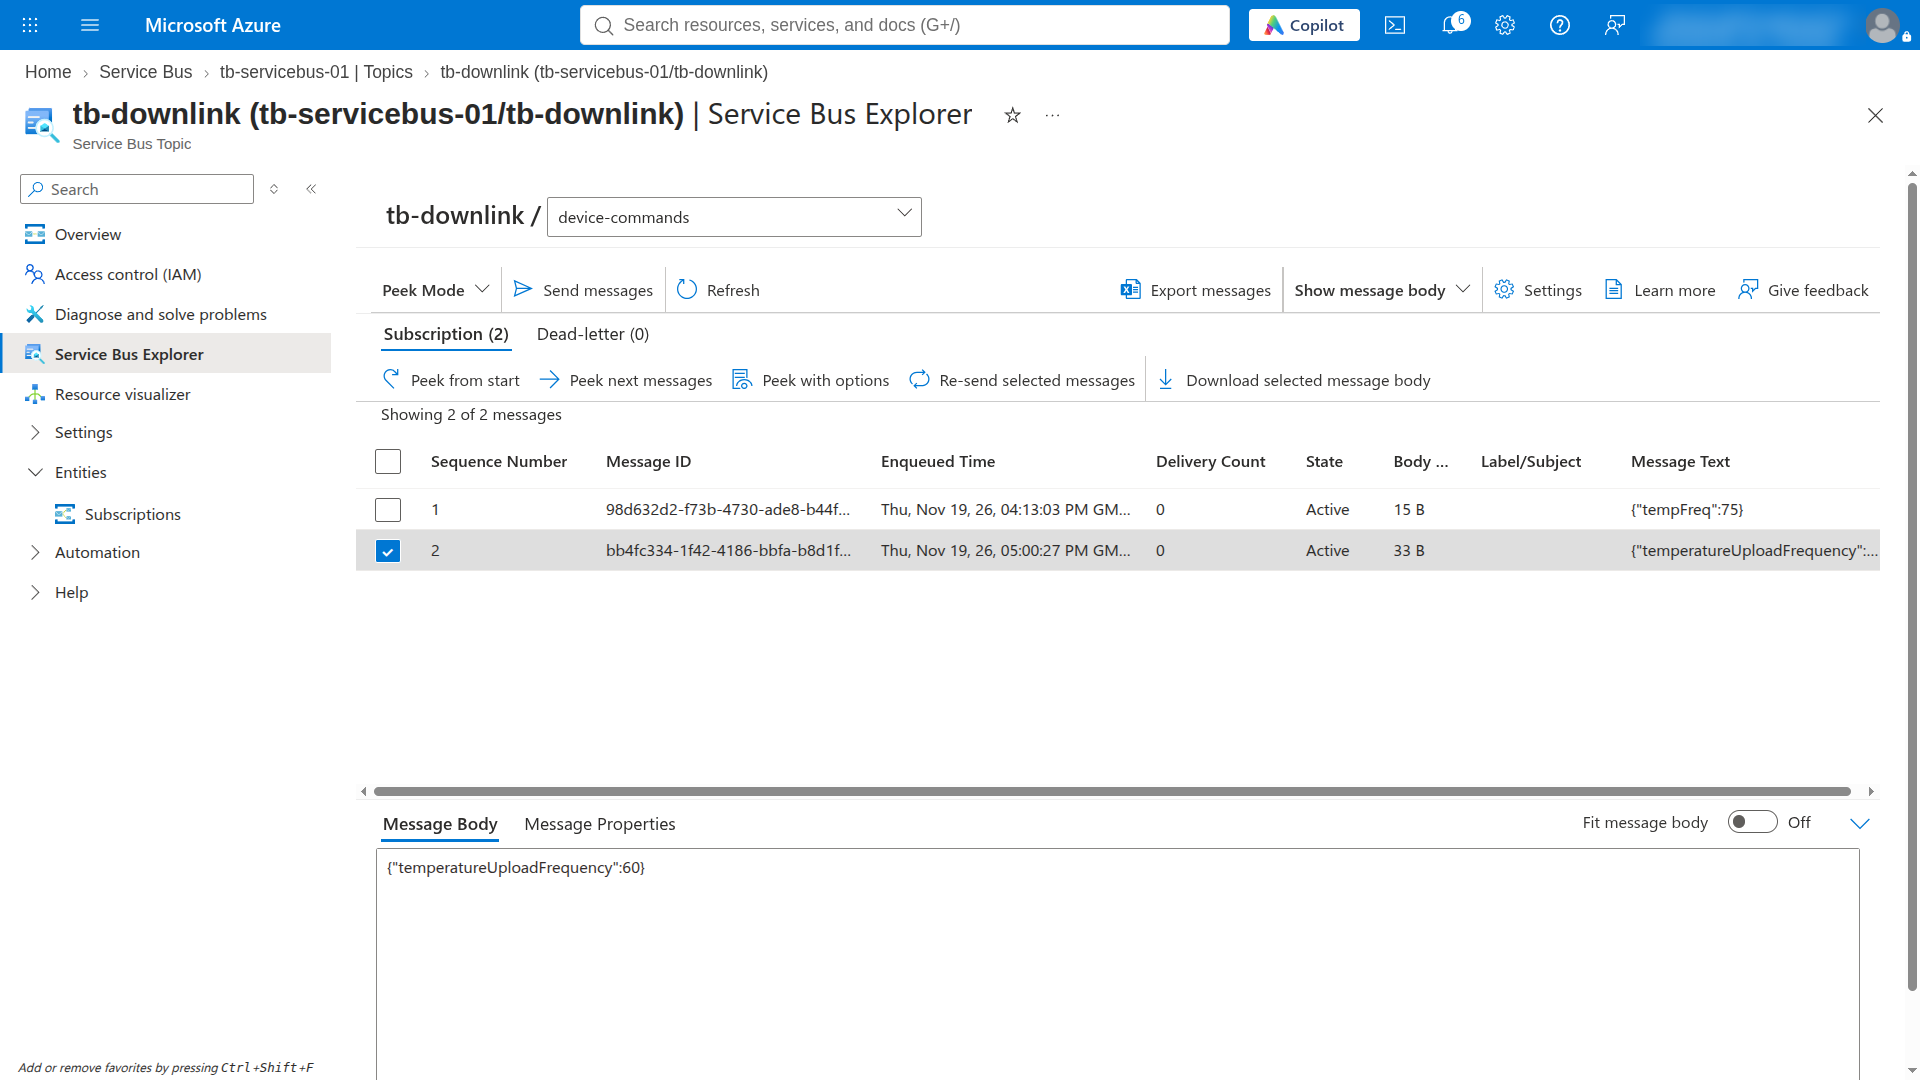 Microsoft Azure
Search resources, services, and docs (G+/)
Copilot
6
Home › Service Bus › tb-servicebus-01 | Topics › tb-downlink (tb-servicebus-01/tb-downlink)
tb-downlink (tb-servicebus-01/tb-downlink) | Service Bus Explorer
Service Bus Topic
Search
Overview
Access control (IAM)
Diagnose and solve problems
Service Bus Explorer
Resource visualizer
Settings
Entities
Subscriptions
Automation
Help
Add or remove favorites by pressing Ctrl+Shift+F
tb-downlink / device-commands
Peek Mode Send messages Refresh Export messages Show message body Settings Learn more Give feedback
Subscription (2) Dead-letter (0)
Peek from start Peek next messages Peek with options Re-send selected messages Download selected message body
Showing 2 of 2 messages
Sequence Number Message ID Enqueued Time Delivery Count State Body ... Label/Subject Message Text
1 98d632d2-f73b-4730-ade8-b44f... Thu, Nov 19, 26, 04:13:03 PM GM... 0 Active 15 B {"tempFreq":75}
2 bb4fc334-1f42-4186-bbfa-b8d1f... Thu, Nov 19, 26, 05:00:27 PM GM... 0 Active 33 B {"temperatureUploadFrequency":...
Message Body Message Properties Fit message body Off
{"temperatureUploadFrequency":60}